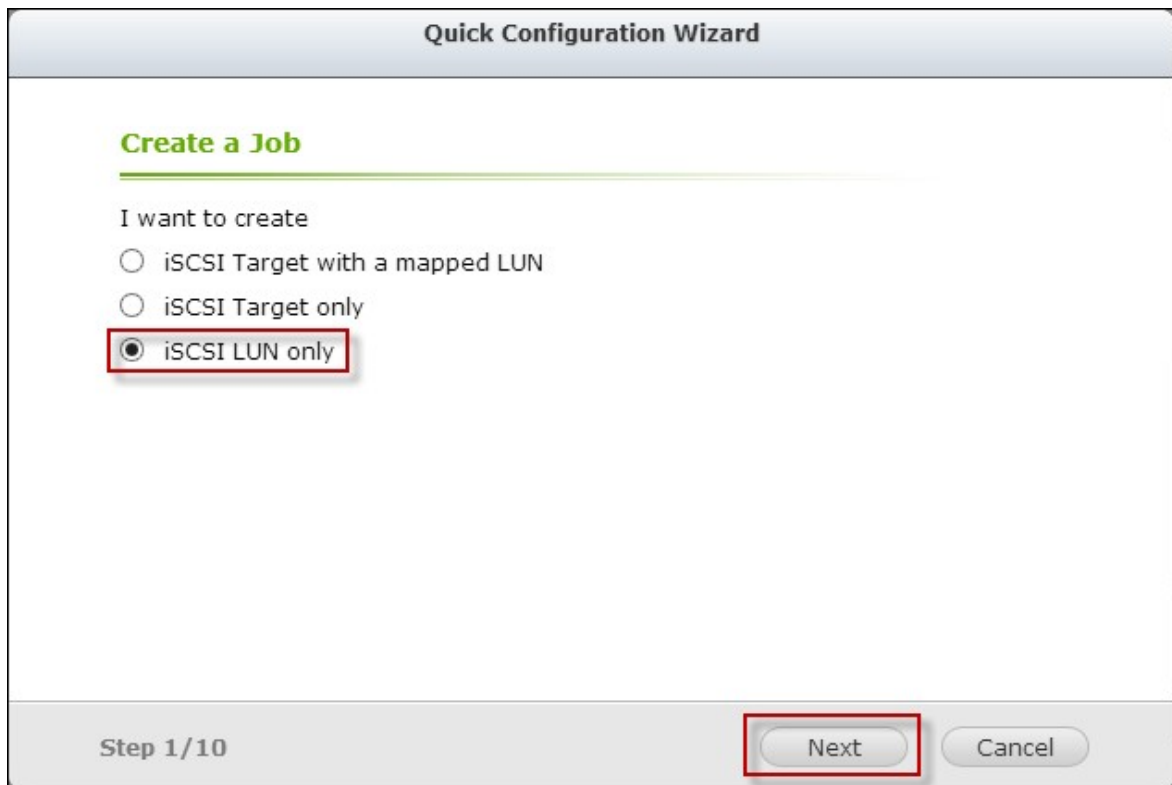 Quick Configuration Wizard
Create a Job
I want to create
iSCSI Target with a mapped LUN
iSCSI Target only
iSCSI LUN only
Step 1/10
Next
Cancel